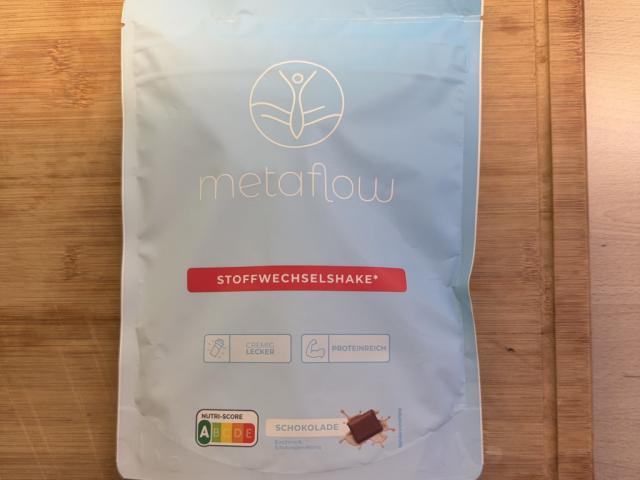 metaflow
STOFFWECHSELSHAKE*
CREMIG
LECKER
PROTEINREICH
NUTRI-SCORE
A B C D E
SCHOKOLADE